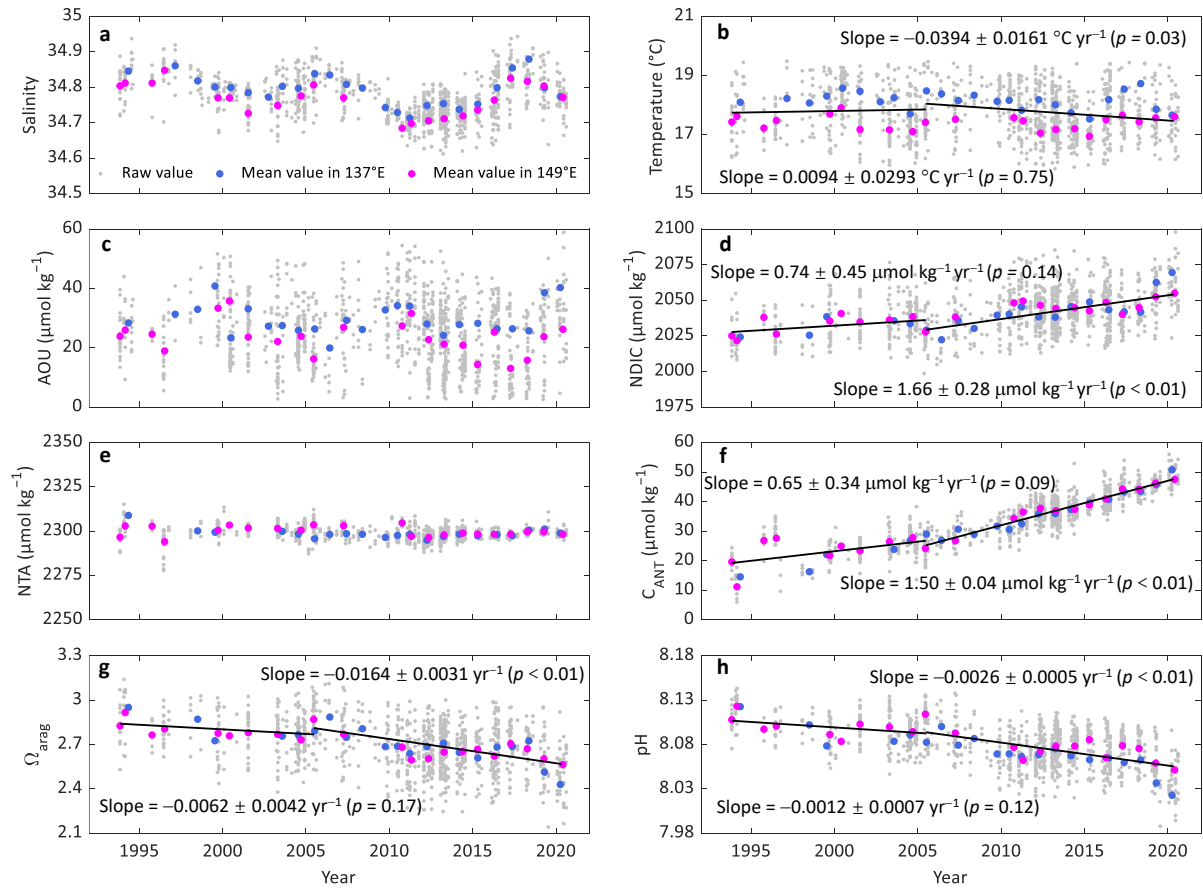 a
Salinity
35
34.9
34.8
34.7
34.6
34.5
Raw value
Mean value in 137°E
Mean value in 149°E
b
Temperature (°C)
21
19
17
15
Slope = −0.0394 ± 0.0161 °C yr⁻¹ (p = 0.03)
Slope = 0.0094 ± 0.0293 °C yr⁻¹ (p = 0.75)
c
AOU (μmol kg⁻¹)
60
40
20
0
d
NDIC (μmol kg⁻¹)
2100
2075
2050
2025
2000
1975
Slope = 0.74 ± 0.45 μmol kg⁻¹ yr⁻¹ (p = 0.14)
Slope = 1.66 ± 0.28 μmol kg⁻¹ yr⁻¹ (p < 0.01)
e
NTA (μmol kg⁻¹)
2350
2325
2300
2275
2250
f
C_ANT (μmol kg⁻¹)
60
50
40
30
20
10
0
Slope = 0.65 ± 0.34 μmol kg⁻¹ yr⁻¹ (p = 0.09)
Slope = 1.50 ± 0.04 μmol kg⁻¹ yr⁻¹ (p < 0.01)
g
Ω_arag
3.3
3
2.7
2.4
2.1
Slope = −0.0164 ± 0.0031 yr⁻¹ (p < 0.01)
Slope = −0.0062 ± 0.0042 yr⁻¹ (p = 0.17)
1995 2000 2005 2010 2015 2020
Year
h
pH
8.18
8.13
8.08
8.03
7.98
Slope = −0.0026 ± 0.0005 yr⁻¹ (p < 0.01)
Slope = −0.0012 ± 0.0007 yr⁻¹ (p = 0.12)
1995 2000 2005 2010 2015 2020
Year